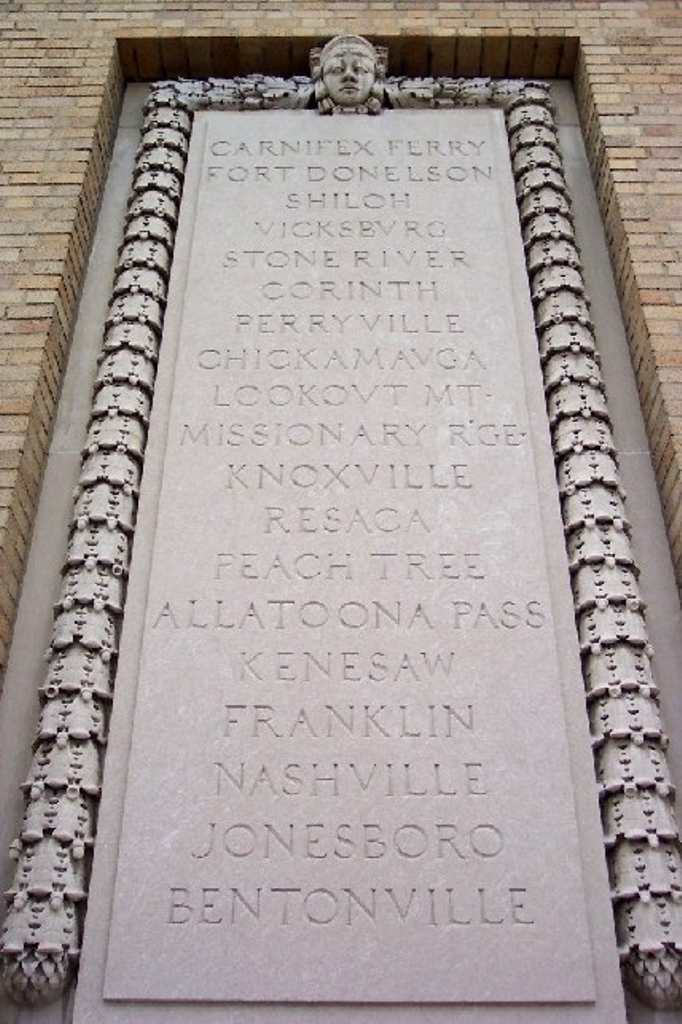 CARNIFEX FERRY
FORT DONELSON
SHILOH
VICKSBVRG
STONE RIVER
CORINTH
PERRYVILLE
CHICKAMAVGA
LOOKOVT MT·
MISSIONARY R'GE·
KNOXVILLE
RESACA
PEACH TREE
ALLATOONA PASS
KENESAW
FRANKLIN
NASHVILLE
JONESBORO
BENTONVILLE